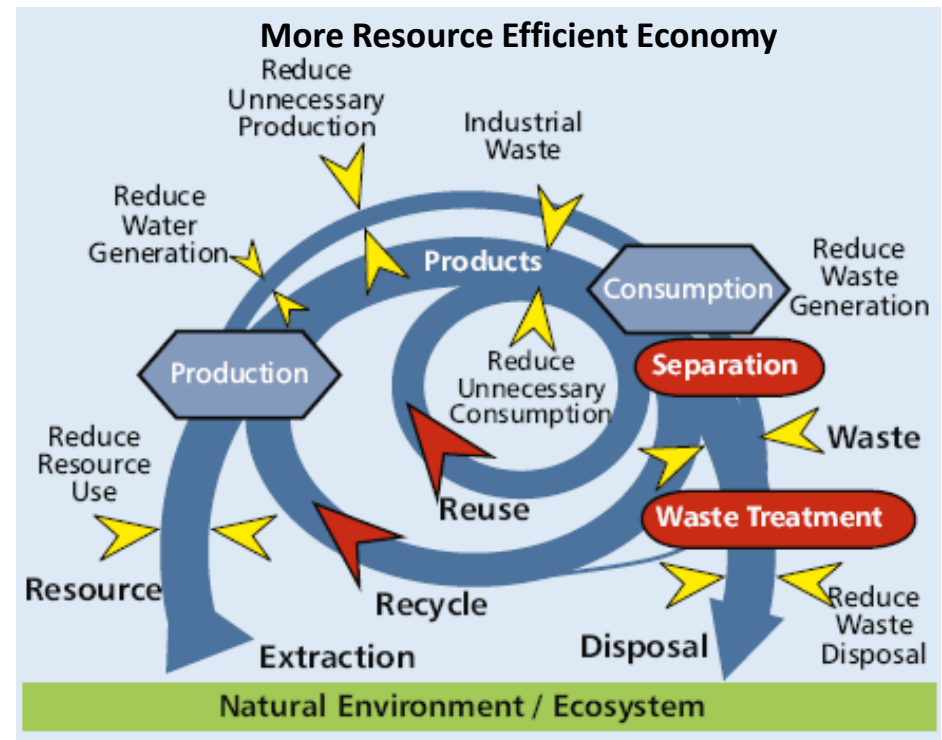 More Resource Efficient Economy
Reduce
Unnecessary
Production
Industrial
Waste
Reduce
Water
Generation
Products
Consumption
Reduce
Waste
Generation
Production
Reduce
Unnecessary
Consumption
Separation
Reduce
Resource
Use
Waste
Reuse
Waste Treatment
Resource
Recycle
Extraction
Disposal
Reduce
Waste
Disposal
Natural Environment / Ecosystem